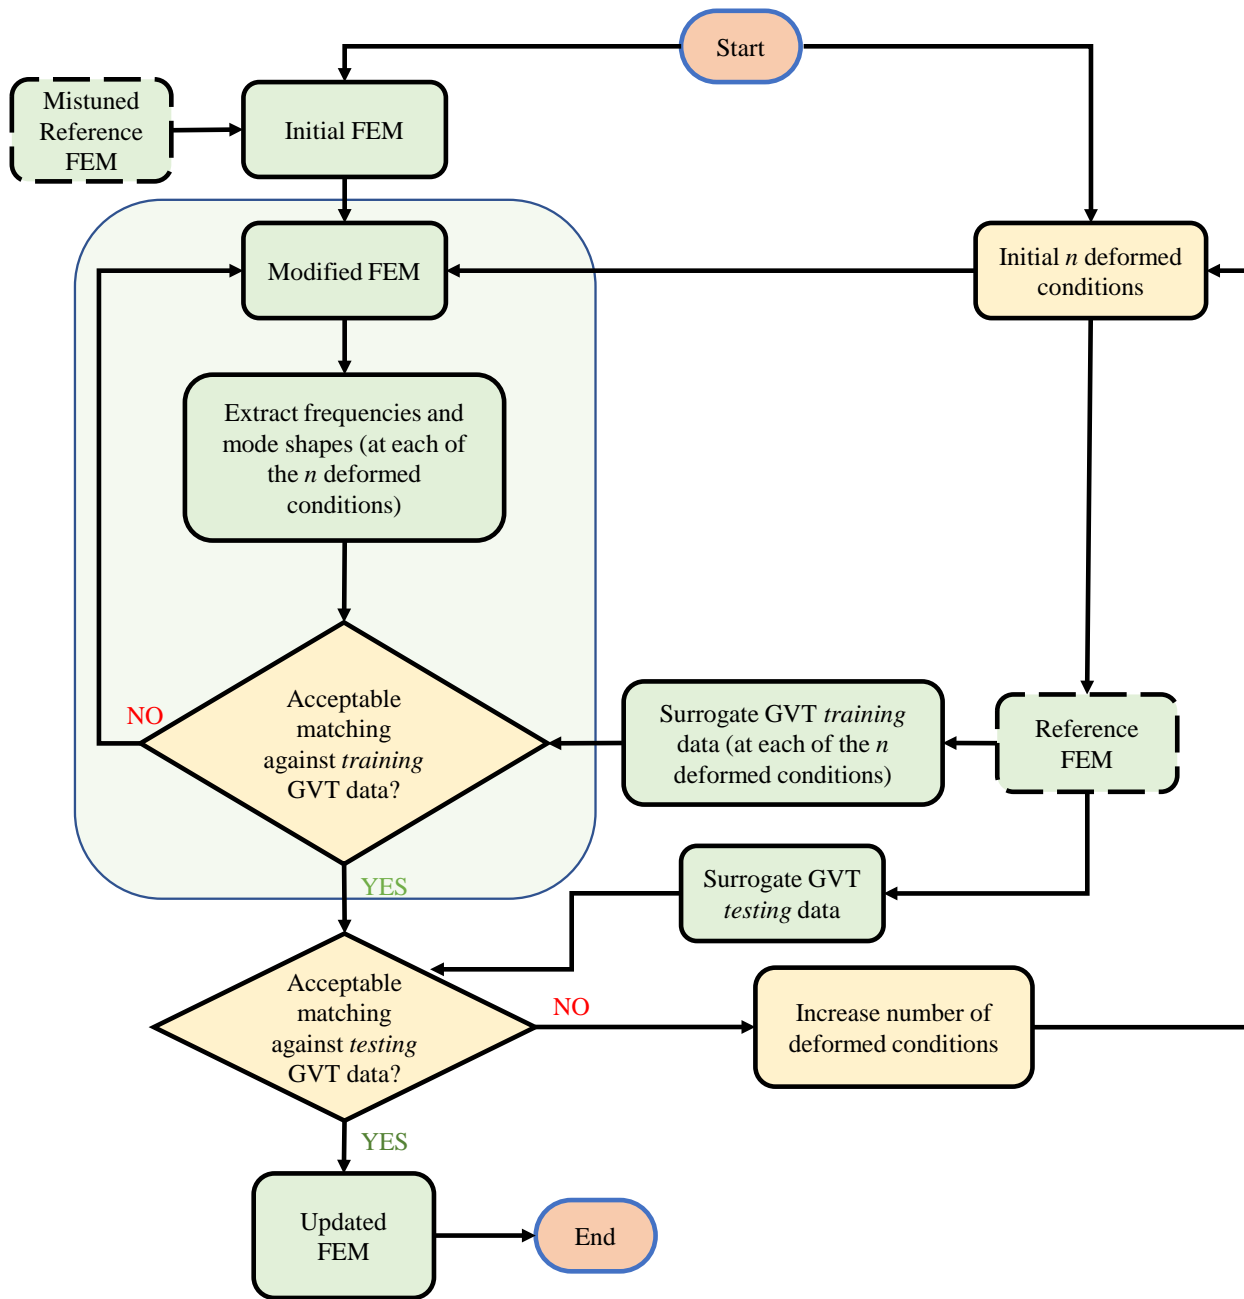 Start
Mistuned
Reference
FEM
Initial FEM
Modified FEM
Initial n deformed
conditions
Extract frequencies and
mode shapes (at each of
the n deformed
conditions)
NO
Acceptable
matching
against training
GVT data?
Surrogate GVT training
data (at each of the n
deformed conditions)
Reference
FEM
YES
Surrogate GVT
testing data
Acceptable
matching
against testing
GVT data?
NO
Increase number of
deformed conditions
YES
Updated
FEM
End